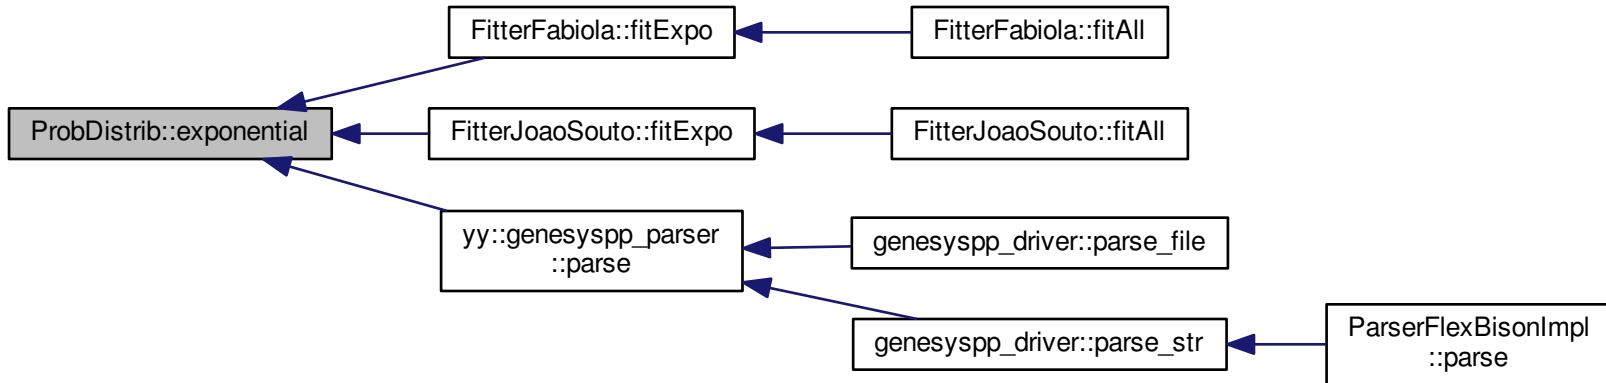 FitterFabiola::fitExpo
FitterFabiola::fitAll
ProbDistrib::exponential
FitterJoaoSouto::fitExpo
FitterJoaoSouto::fitAll
yy::genesyspp_parser
::parse
genesyspp_driver::parse_file
genesyspp_driver::parse_str
ParserFlexBisonImpl
::parse